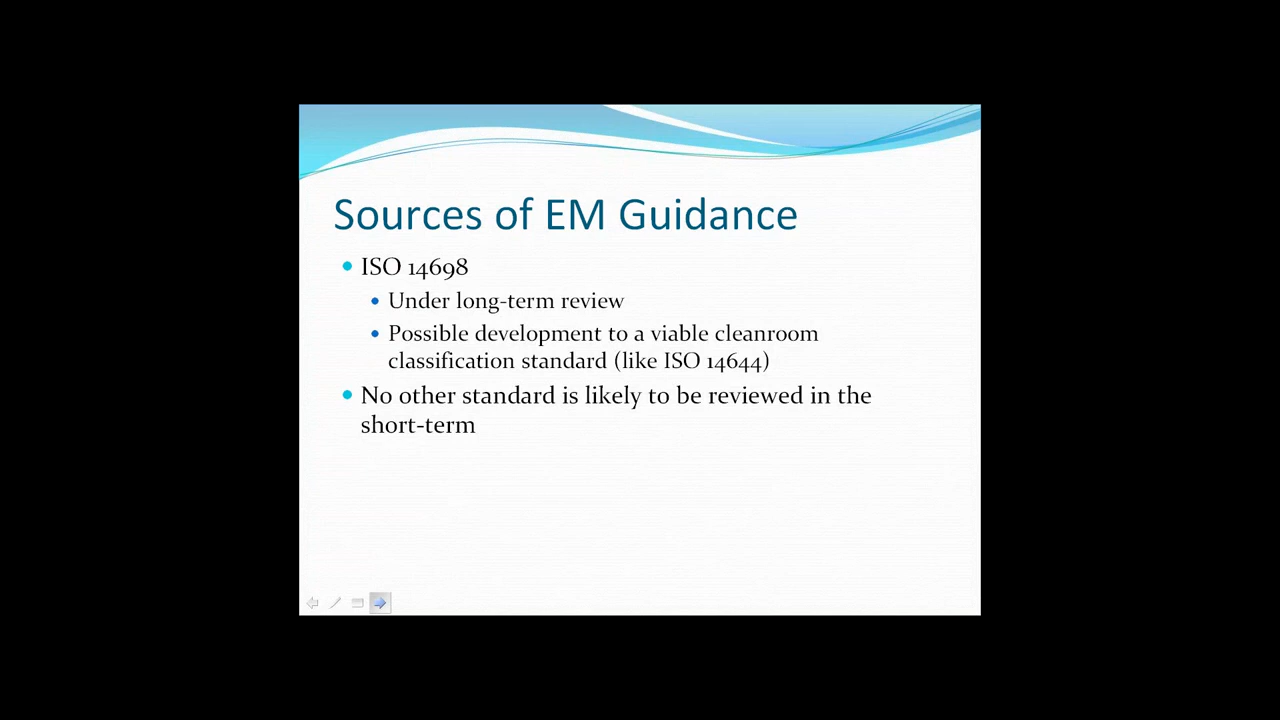 Sources of EM Guidance
ISO 14698
Under long-term review
Possible development to a viable cleanroom
classification standard (like ISO 14644)
No other standard is likely to be reviewed in the
short-term